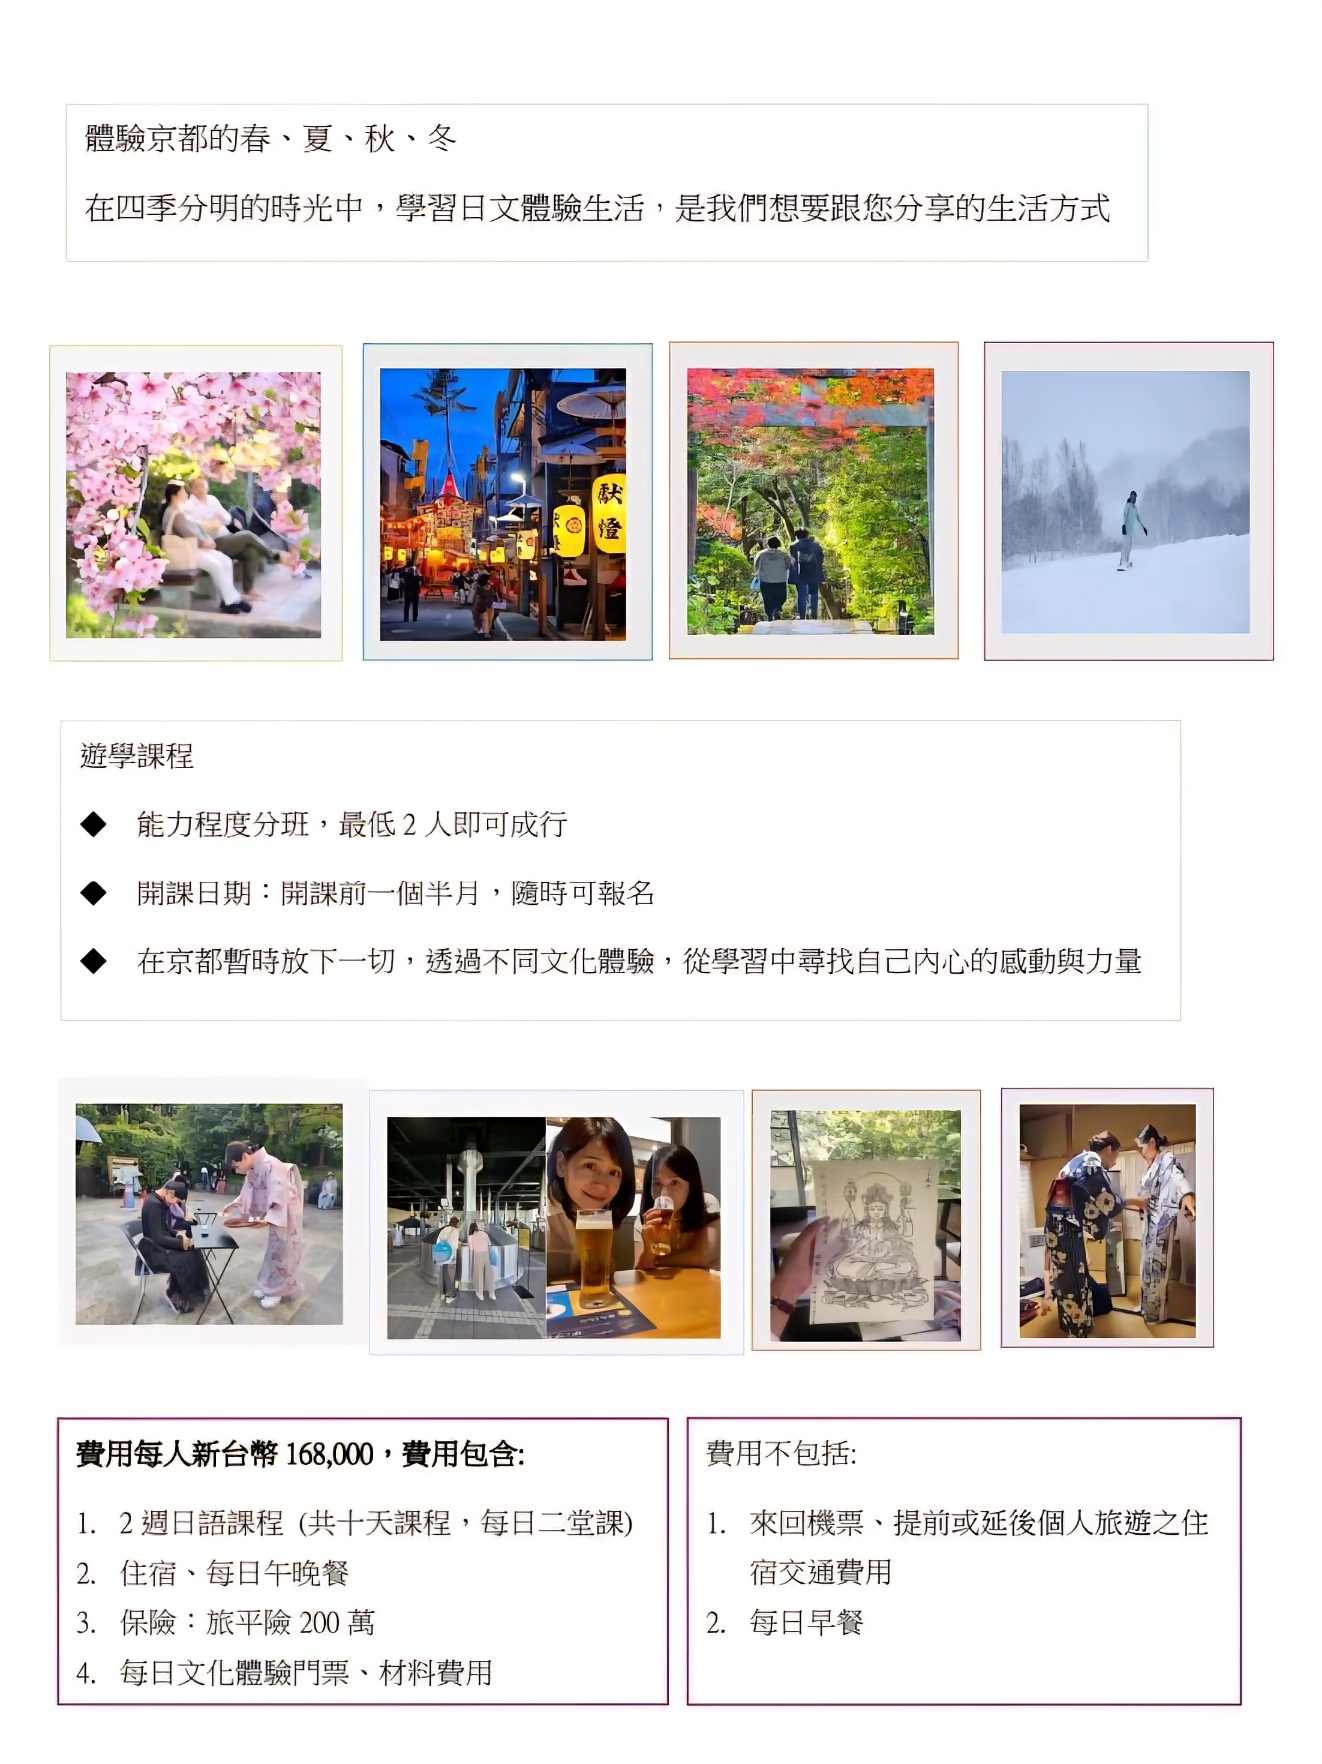 體驗京都的春、夏、秋、冬
在四季分明的時光中，學習日文體驗生活，是我們想要跟您分享的生活方式
獻燈
遊學課程
◆ 能力程度分班，最低 2 人即可成行
◆ 開課日期：開課前一個半月，隨時可報名
◆ 在京都暫時放下一切，透過不同文化體驗，從學習中尋找自己內心的感動與力量
費用每人新台幣 168,000，費用包含:
1. 2 週日語課程 (共十天課程，每日二堂課)
2. 住宿、每日午晚餐
3. 保險：旅平險 200 萬
4. 每日文化體驗門票、材料費用
費用不包括:
1. 來回機票、提前或延後個人旅遊之住
宿交通費用
2. 每日早餐